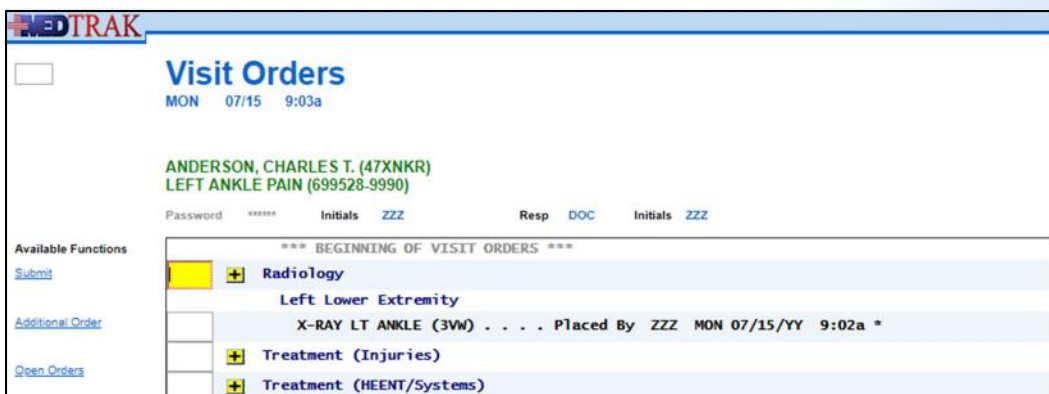 MEDTRAK
Visit Orders
MON 07/15 9:03a
ANDERSON, CHARLES T. (47XNKR)
LEFT ANKLE PAIN (699528-9990)
Password ****** Initials ZZZ Resp DOC Initials ZZZ
Available Functions
*** BEGINNING OF VISIT ORDERS ***
Submit
+ Radiology
Left Lower Extremity
Additional Order
X-RAY LT ANKLE (3VW) . . . . Placed By ZZZ MON 07/15/YY 9:02a *
+ Treatment (Injuries)
Open Orders
+ Treatment (HEENT/Systems)